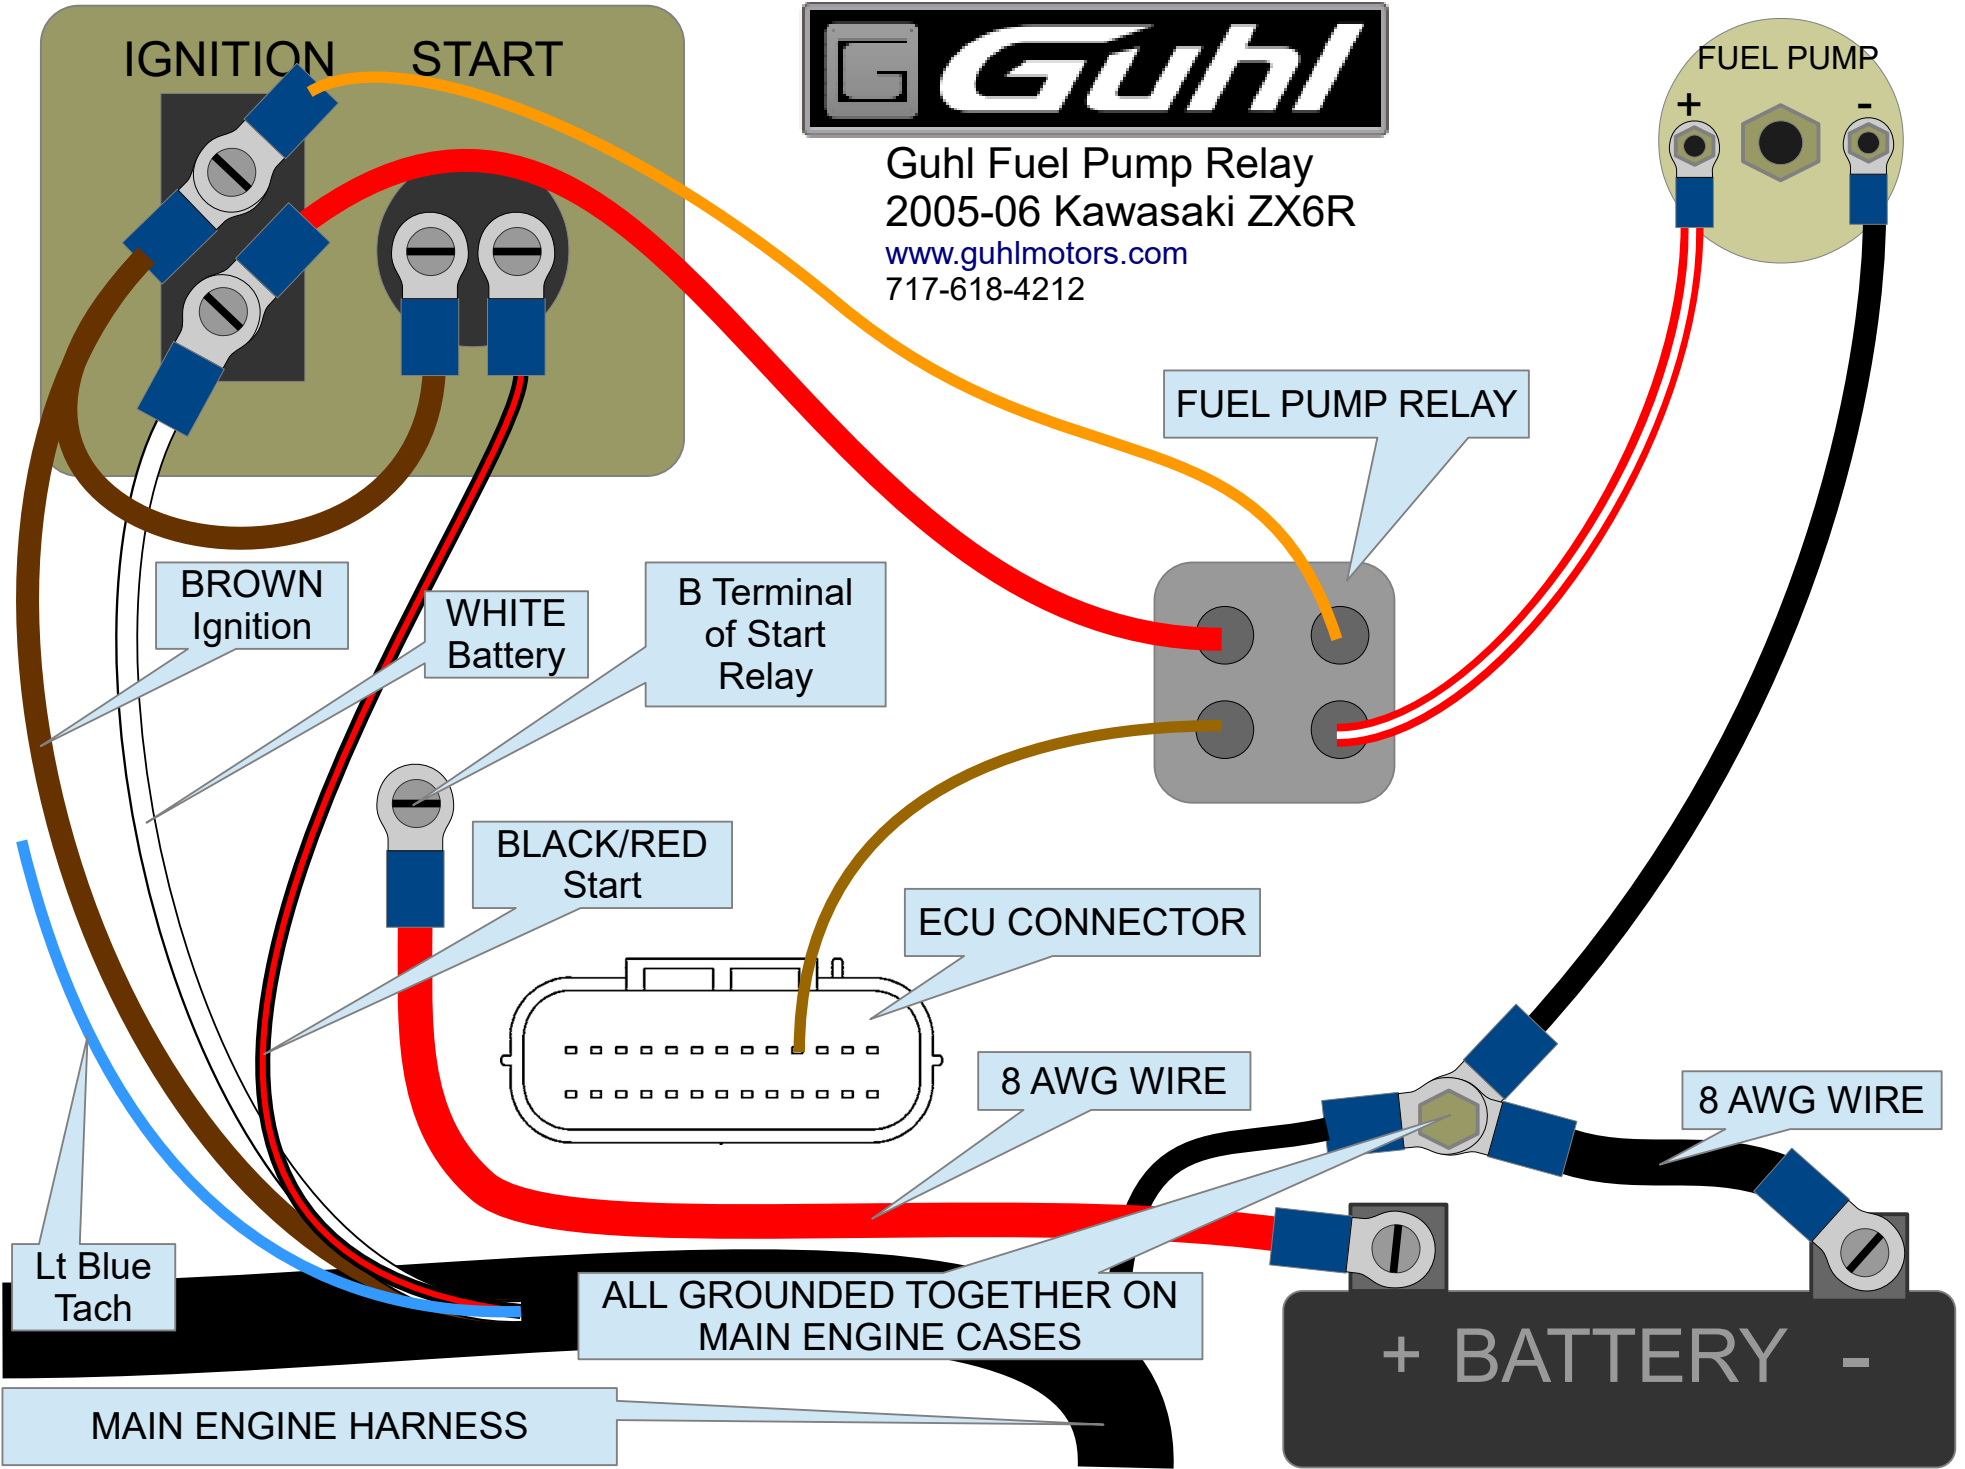 IGNITION START
G Guhl
Guhl Fuel Pump Relay
2005-06 Kawasaki ZX6R
www.guhlmotors.com
717-618-4212
FUEL PUMP
+ -
FUEL PUMP RELAY
BROWN
Ignition
WHITE
Battery
B Terminal
of Start
Relay
BLACK/RED
Start
ECU CONNECTOR
8 AWG WIRE
8 AWG WIRE
Lt Blue
Tach
ALL GROUNDED TOGETHER ON
MAIN ENGINE CASES
+ BATTERY -
MAIN ENGINE HARNESS